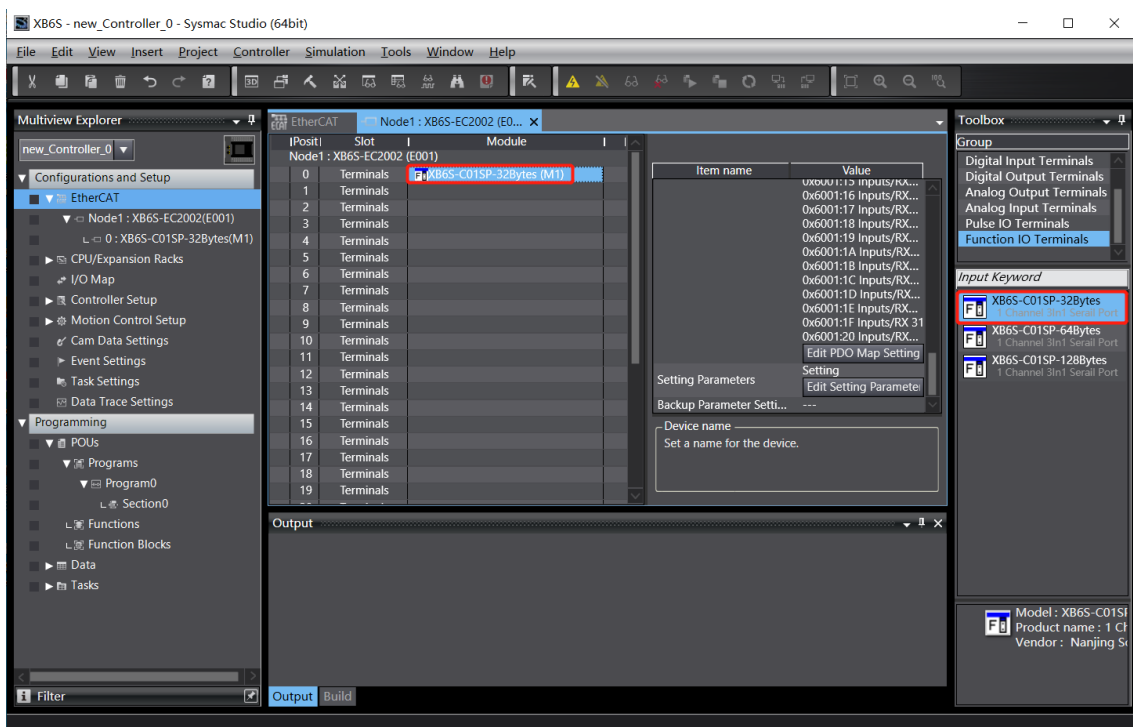 XB6S - new_Controller_0 - Sysmac Studio (64bit)
File Edit View Insert Project Controller Simulation Tools Window Help
Multiview Explorer
new_Controller_0
Configurations and Setup
EtherCAT
Node1 : XB6S-EC2002(E001)
0 : XB6S-C01SP-32Bytes(M1)
CPU/Expansion Racks
I/O Map
Controller Setup
Motion Control Setup
Cam Data Settings
Event Settings
Task Settings
Data Trace Settings
Programming
POUs
Programs
Program0
Section0
Functions
Function Blocks
Data
Tasks
Filter
EtherCAT
Node1 : XB6S-EC2002 (E0...
Positi Slot Module
Node1 : XB6S-EC2002 (E001)
0 Terminals XB6S-C01SP-32Bytes (M1)
1 Terminals
2 Terminals
3 Terminals
4 Terminals
5 Terminals
6 Terminals
7 Terminals
8 Terminals
9 Terminals
10 Terminals
11 Terminals
12 Terminals
13 Terminals
14 Terminals
15 Terminals
16 Terminals
17 Terminals
18 Terminals
19 Terminals
Item name Value
0x6001:15 Inputs/RX...
0x6001:16 Inputs/RX...
0x6001:17 Inputs/RX...
0x6001:18 Inputs/RX...
0x6001:19 Inputs/RX...
0x6001:1A Inputs/RX...
0x6001:1B Inputs/RX...
0x6001:1C Inputs/RX...
0x6001:1D Inputs/RX...
0x6001:1E Inputs/RX...
0x6001:1F Inputs/RX 31
0x6001:20 Inputs/RX...
Edit PDO Map Setting
Setting Parameters Setting
Edit Setting Paramete
Backup Parameter Setti... ---
Device name
Set a name for the device.
Output
Output Build
Toolbox
Group
Digital Input Terminals
Digital Output Terminals
Analog Output Terminals
Analog Input Terminals
Pulse IO Terminals
Function IO Terminals
Input Keyword
XB6S-C01SP-32Bytes
1 Channel 3In1 Serail Port
XB6S-C01SP-64Bytes
1 Channel 3In1 Serail Port
XB6S-C01SP-128Bytes
1 Channel 3In1 Serail Port
Model : XB6S-C01SP
Product name : 1 Ch
Vendor : Nanjing So